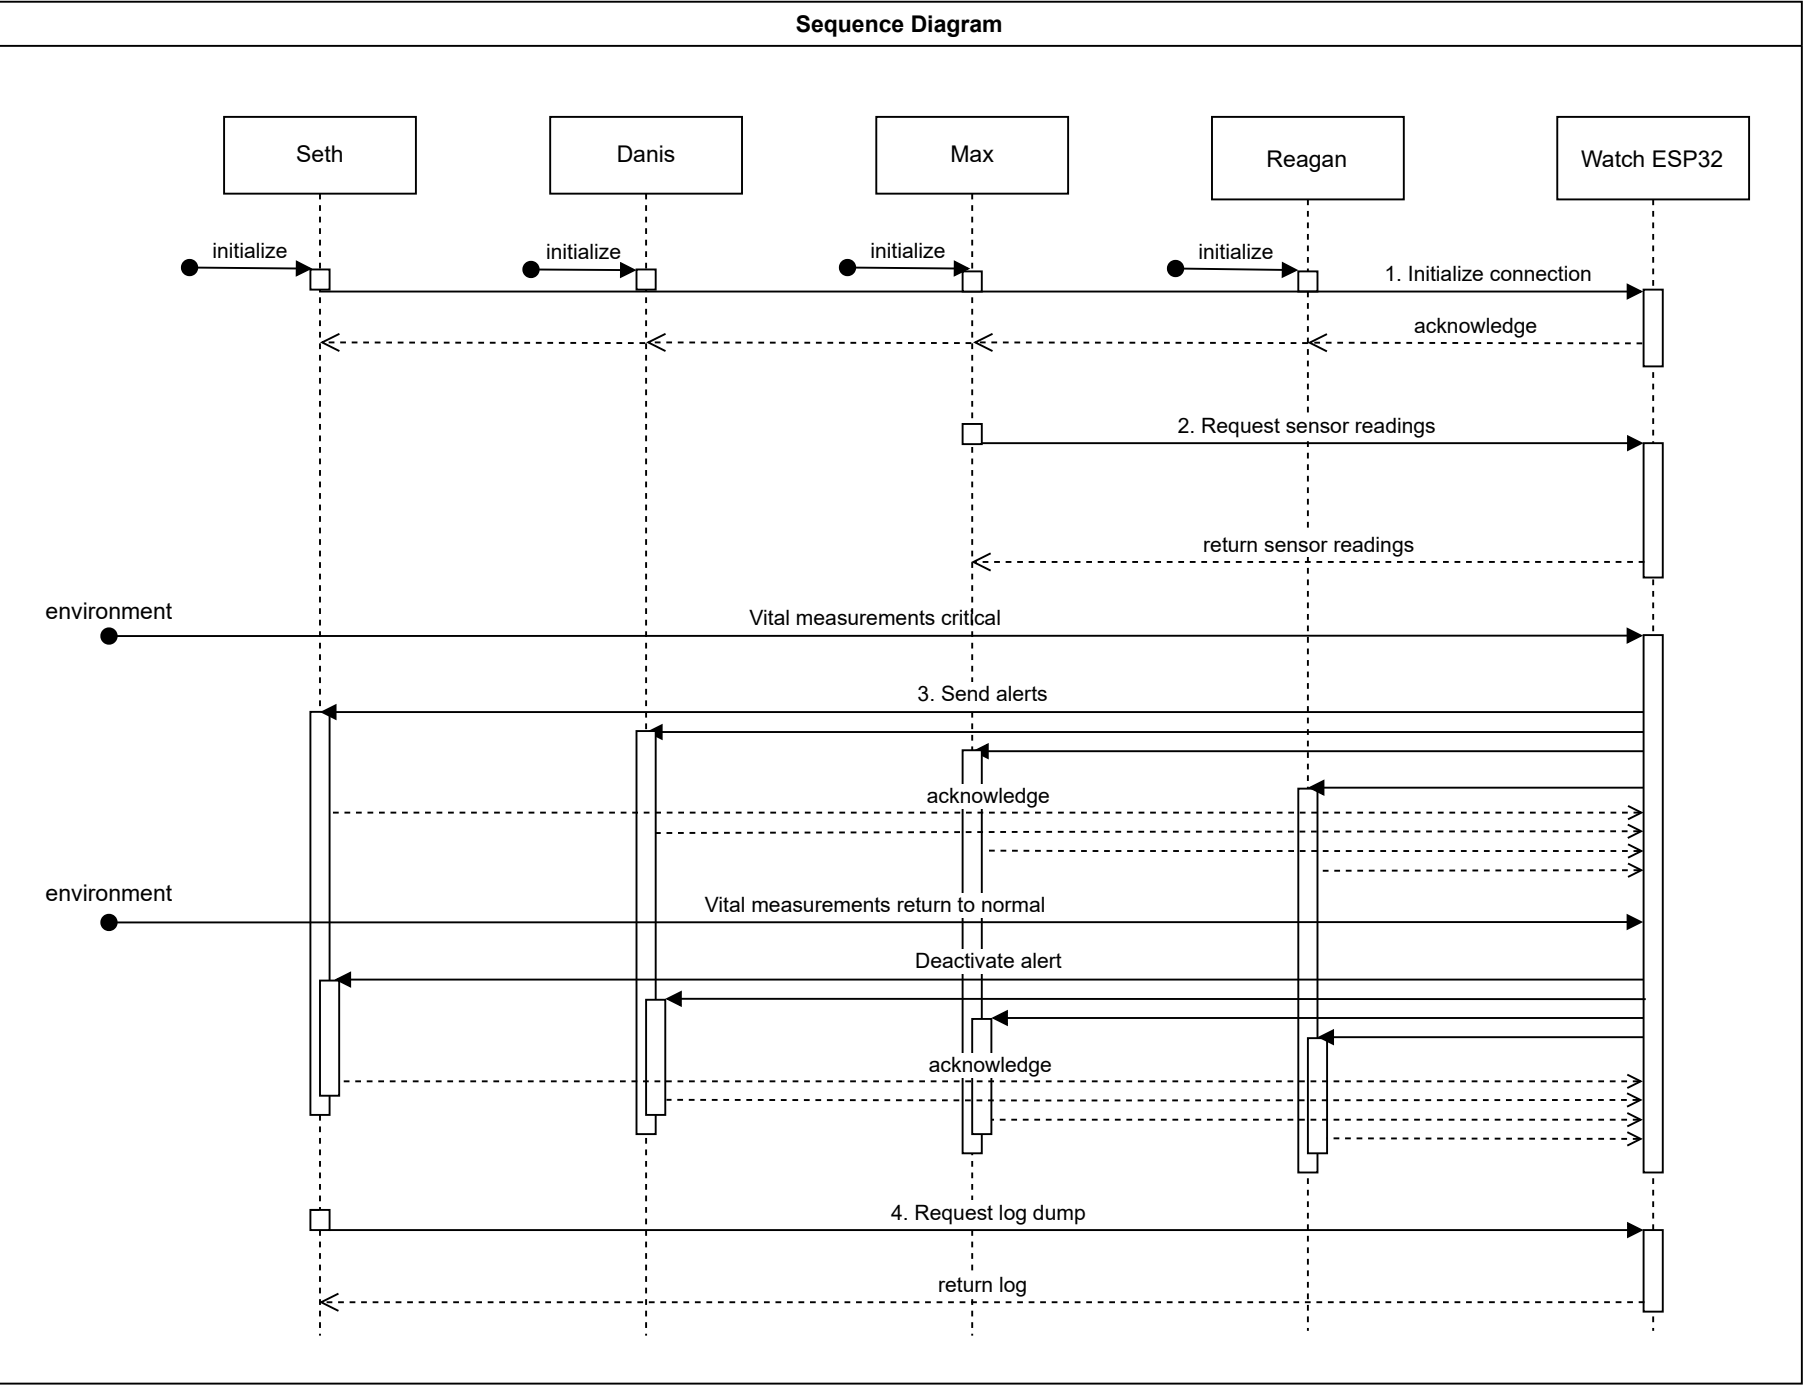 Sequence Diagram
Seth
Danis
Max
Reagan
Watch ESP32
initialize
initialize
initialize
initialize
1. Initialize connection
acknowledge
2. Request sensor readings
return sensor readings
environment
Vital measurements critical
3. Send alerts
acknowledge
environment
Vital measurements return to normal
Deactivate alert
acknowledge
4. Request log dump
return log